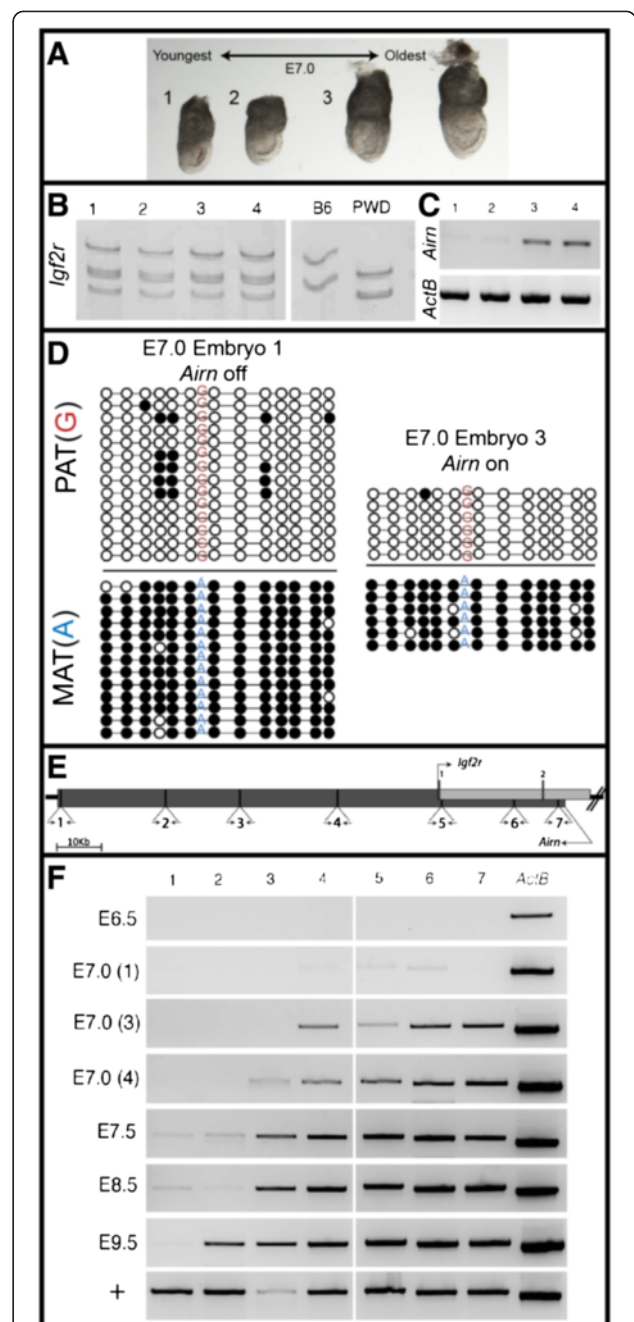 A
Youngest Oldest
E7.0
1 2 3
B
1 2 3 4 B6 PWD
Igf2r
C
1 2 3 4
Airn
ActB
D
E7.0 Embryo 1
Airn off
PAT(G)
G
G
G
G
G
G
G
G
G
G
G
G
G
G
MAT(A)
A
A
A
A
A
A
A
A
A
A
A
A
A
E7.0 Embryo 3
Airn on
G
G
G
G
G
G
A
A
A
A
A
A
E
Igf2r
1 2
1 2 3 4 5 6 7
10Kb
Airn
F
1 2 3 4 5 6 7 ActB
E6.5
E7.0 (1)
E7.0 (3)
E7.0 (4)
E7.5
E8.5
E9.5
+